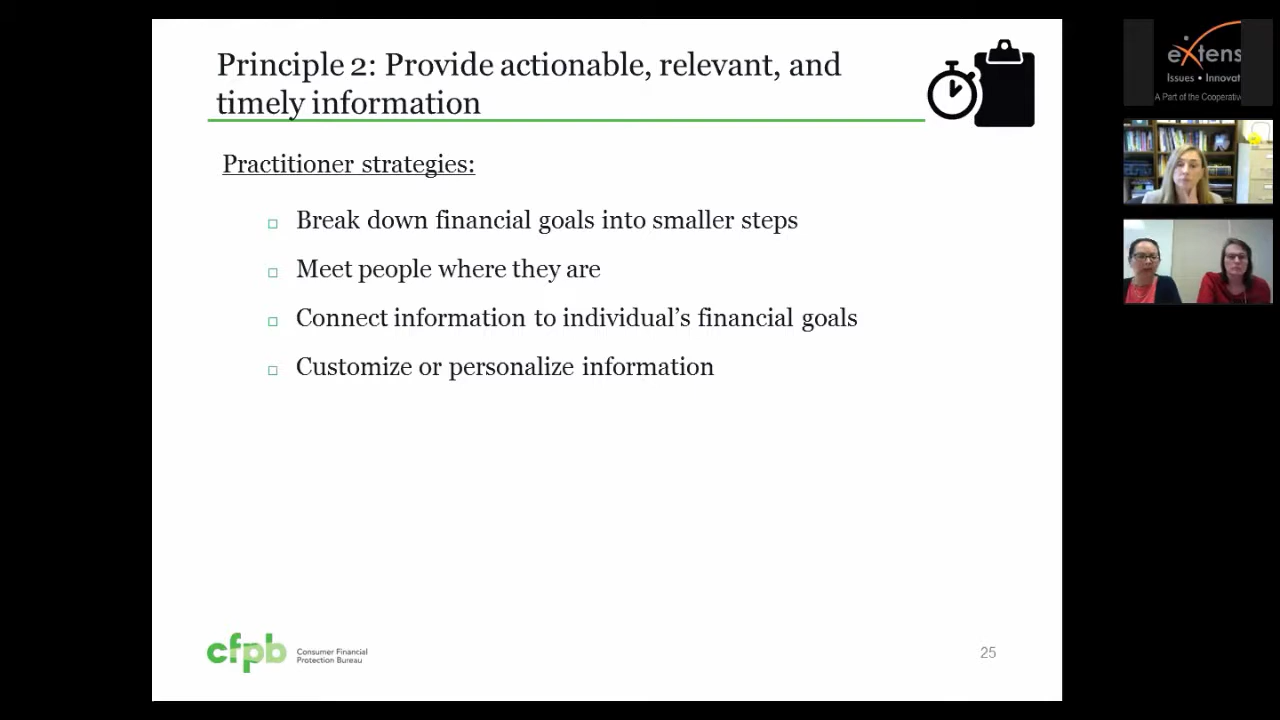 Principle 2: Provide actionable, relevant, and
timely information
Practitioner strategies:
Break down financial goals into smaller steps
Meet people where they are
Connect information to individual’s financial goals
Customize or personalize information
cfpb Consumer Financial
Protection Bureau
25
eXtens
Issues • Innovat
A Part of the Cooperativ